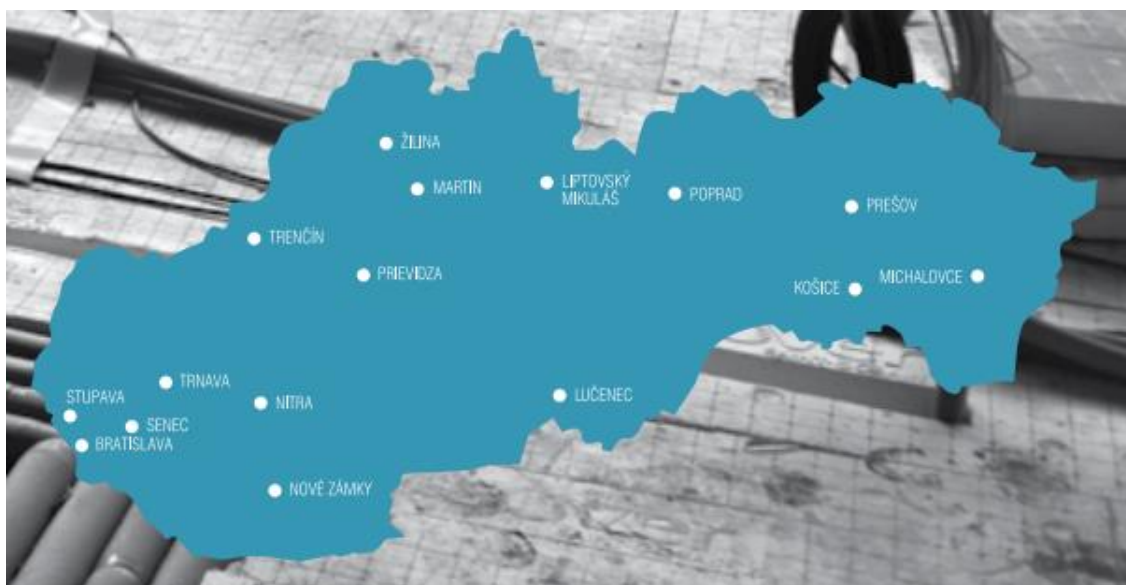 ŽILINA
MARTIN
LIPTOVSKÝ
MIKULÁŠ
POPRAD
PREŠOV
TRENČÍN
PRIEVIDZA
KOŠICE
MICHALOVCE
STUPAVA
TRNAVA
NITRA
LUČENEC
SENEC
BRATISLAVA
NOVÉ ZÁMKY